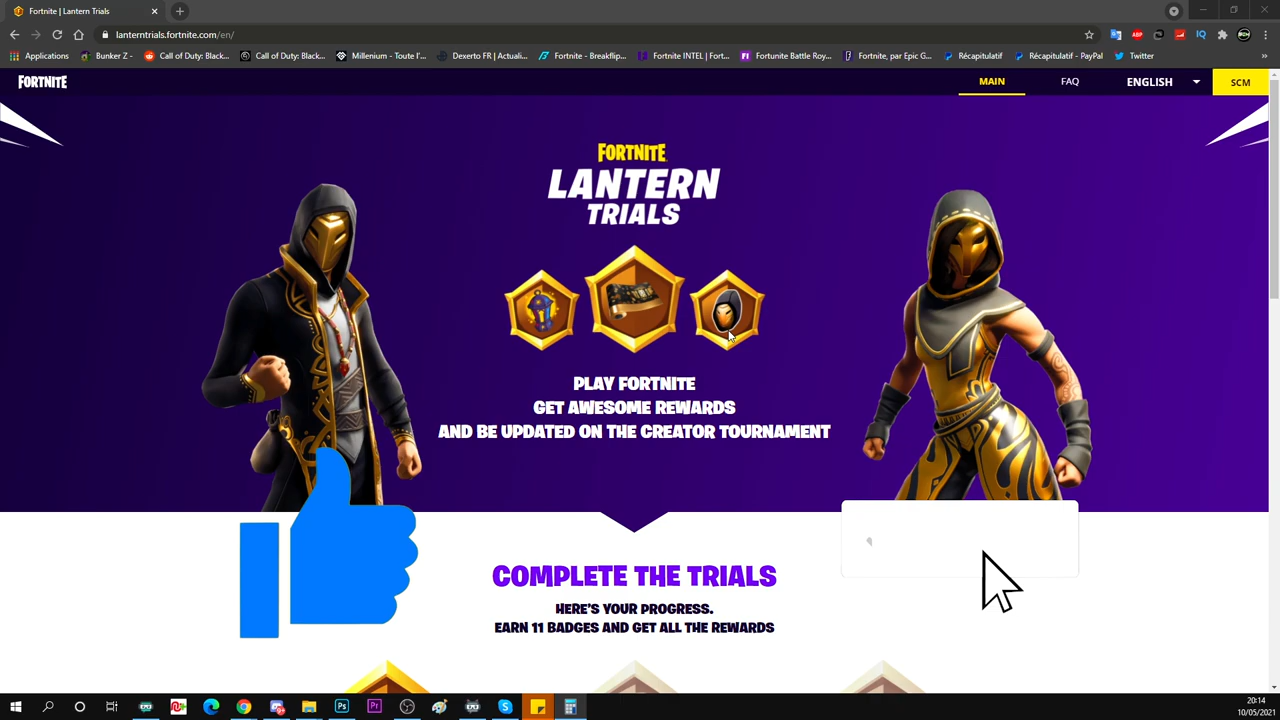 Fortnite | Lantern Trials
lanterntrials.fortnite.com/en/
Applications
Bunker Z -
Call of Duty: Black...
Call of Duty: Black...
Millenium - Toute l'...
Dexerto FR | Actuali...
Fortnite - Breakflip...
Fortnite INTEL | Fort...
Fortunite Battle Roy...
Fortnite, par Epic G...
Récapitulatif
Récapitulatif - PayPal
Twitter
FORTNITE
MAIN
FAQ
ENGLISH
SCM
FORTNITE
LANTERN
TRIALS
PLAY FORTNITE
GET AWESOME REWARDS
AND BE UPDATED ON THE CREATOR TOURNAMENT
COMPLETE THE TRIALS
HERE'S YOUR PROGRESS.
EARN 11 BADGES AND GET ALL THE REWARDS
20:14
10/05/2021